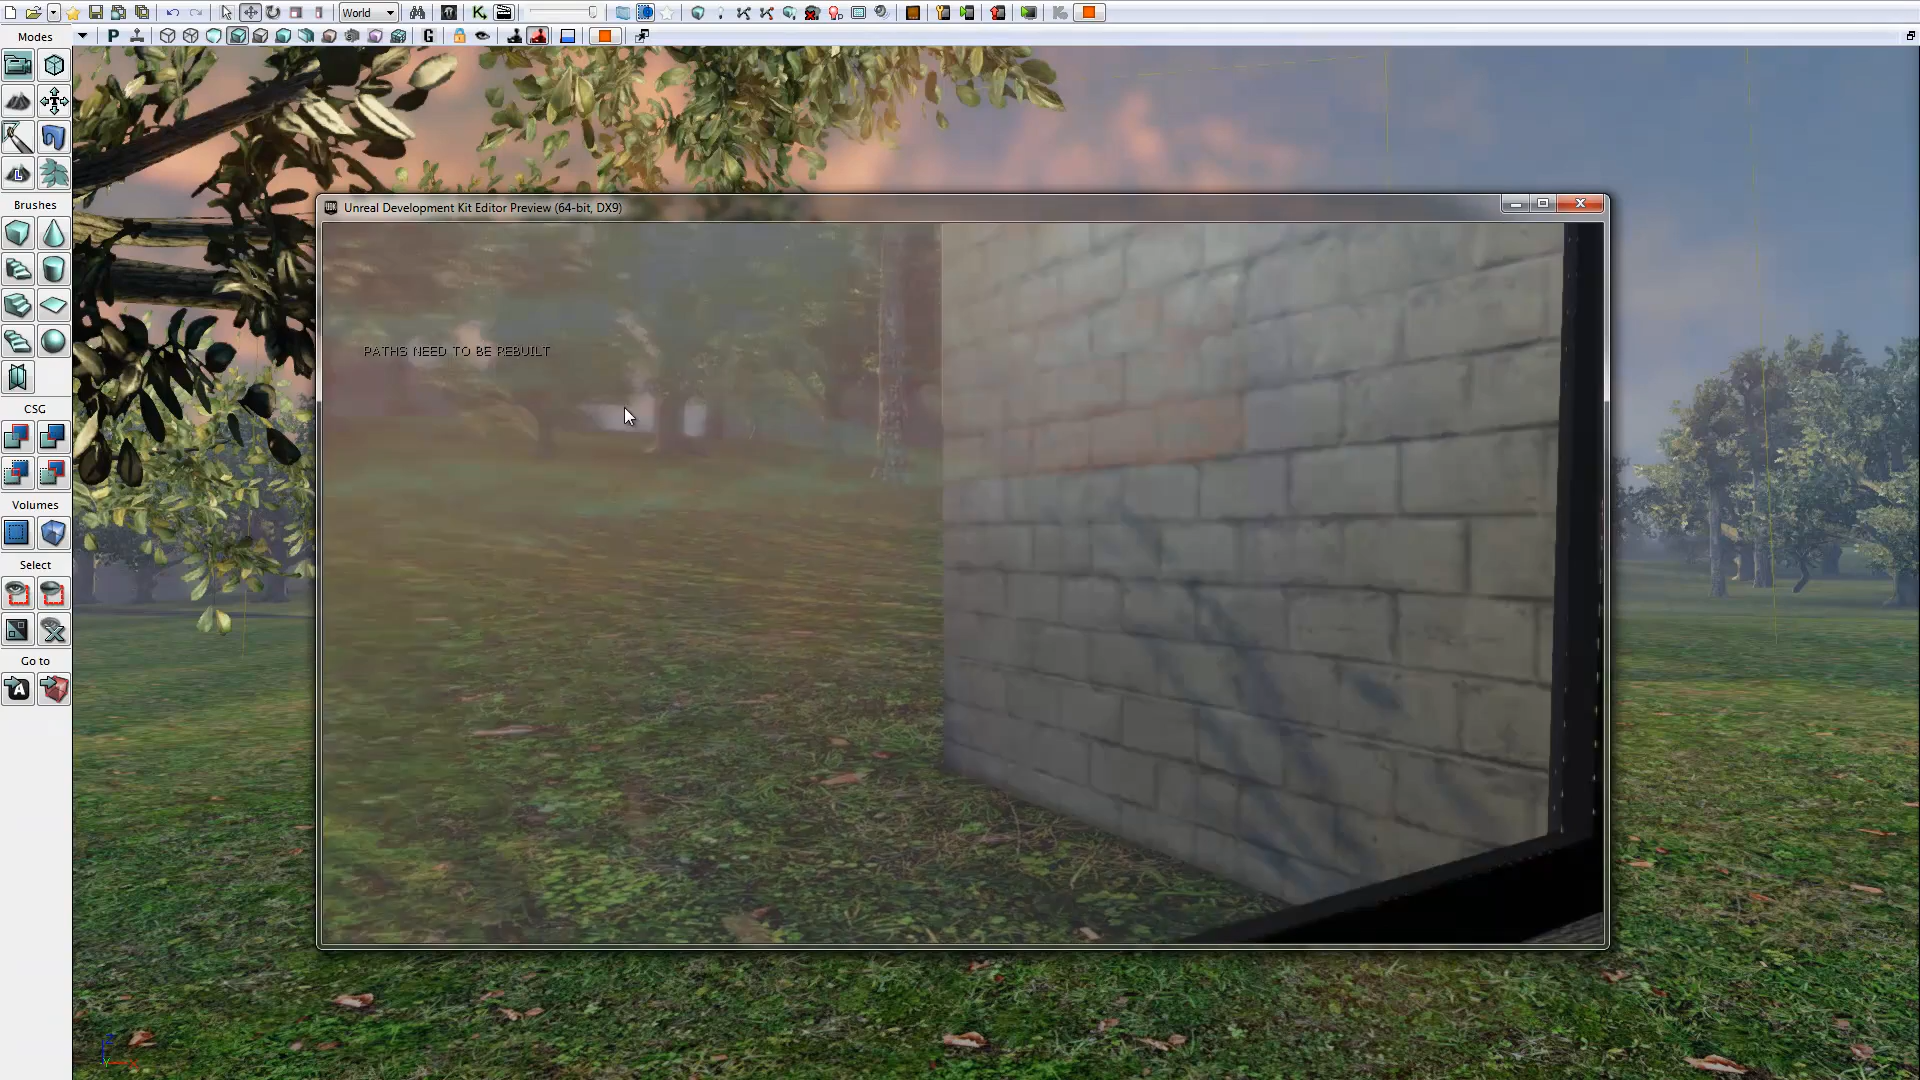 World
Modes
P
G
Unreal Development Kit Editor Preview (64-bit, DX9)
PATHS NEED TO BE REBUILT
L
Brushes
CSG
Volumes
Select
Go to
A